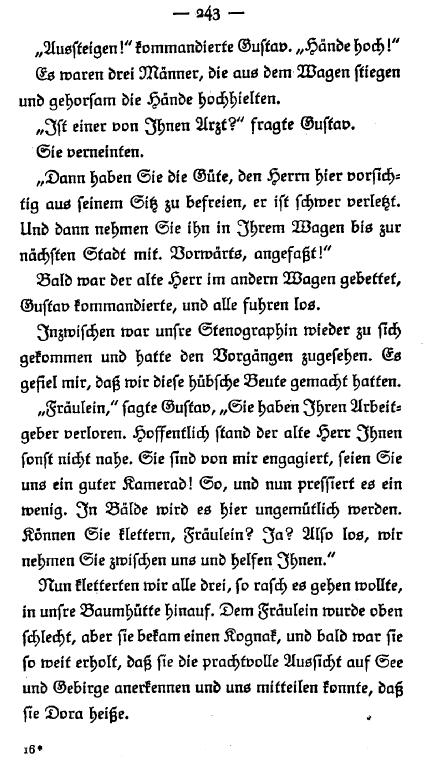 — 243 —
„Aussteigen!“ kommandierte Gustav. „Hände hoch!“
Es waren drei Männer, die aus dem Wagen stiegen
und gehorsam die Hände hochhielten.
„Ist einer von Ihnen Arzt?“ fragte Gustav.
Sie verneinten.
„Dann haben Sie die Güte, den Herrn hier vorsich-
tig aus seinem Sitz zu befreien, er ist schwer verletzt.
Und dann nehmen Sie ihn in Ihrem Wagen bis zur
nächsten Stadt mit. Vorwärts, angefaßt!“
Bald war der alte Herr im andern Wagen gebettet,
Gustav kommandierte, und alle fuhren los.
Inzwischen war unsre Stenographin wieder zu sich
gekommen und hatte den Vorgängen zugesehen. Es
gefiel mir, daß wir diese hübsche Beute gemacht hatten.
„Fräulein,“ sagte Gustav, „Sie haben Ihren Arbeit-
geber verloren. Hoffentlich stand der alte Herr Ihnen
sonst nicht nahe. Sie sind von mir engagiert, seien Sie
uns ein guter Kamerad! So, und nun pressiert es ein
wenig. In Bälde wird es hier ungemütlich werden.
Können Sie klettern, Fräulein? Ja? Also los, wir
nehmen Sie zwischen uns und helfen Ihnen.“
Nun kletterten wir alle drei, so rasch es gehen wollte,
in unsre Baumhütte hinauf. Dem Fräulein wurde oben
schlecht, aber sie bekam einen Kognak, und bald war sie
so weit erholt, daß sie die prachtvolle Aussicht auf See
und Gebirge anerkennen und uns mitteilen konnte, daß
sie Dora heiße.
16*